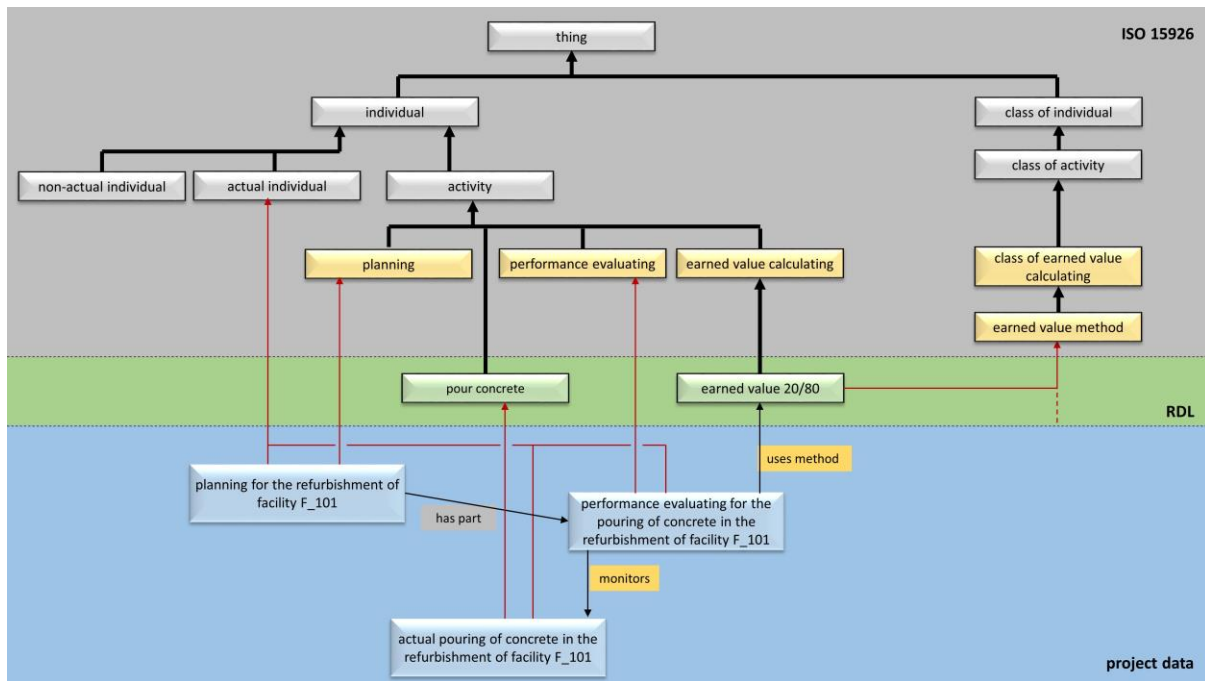 thing
ISO 15926
individual
class of individual
non-actual individual
actual individual
activity
class of activity
planning
performance evaluating
earned value calculating
class of earned value
calculating
earned value method
pour concrete
earned value 20/80
RDL
uses method
planning for the refurbishment of
facility F_101
has part
performance evaluating for the
pouring of concrete in the
refurbishment of facility F_101
monitors
actual pouring of concrete in the
refurbishment of facility F_101
project data